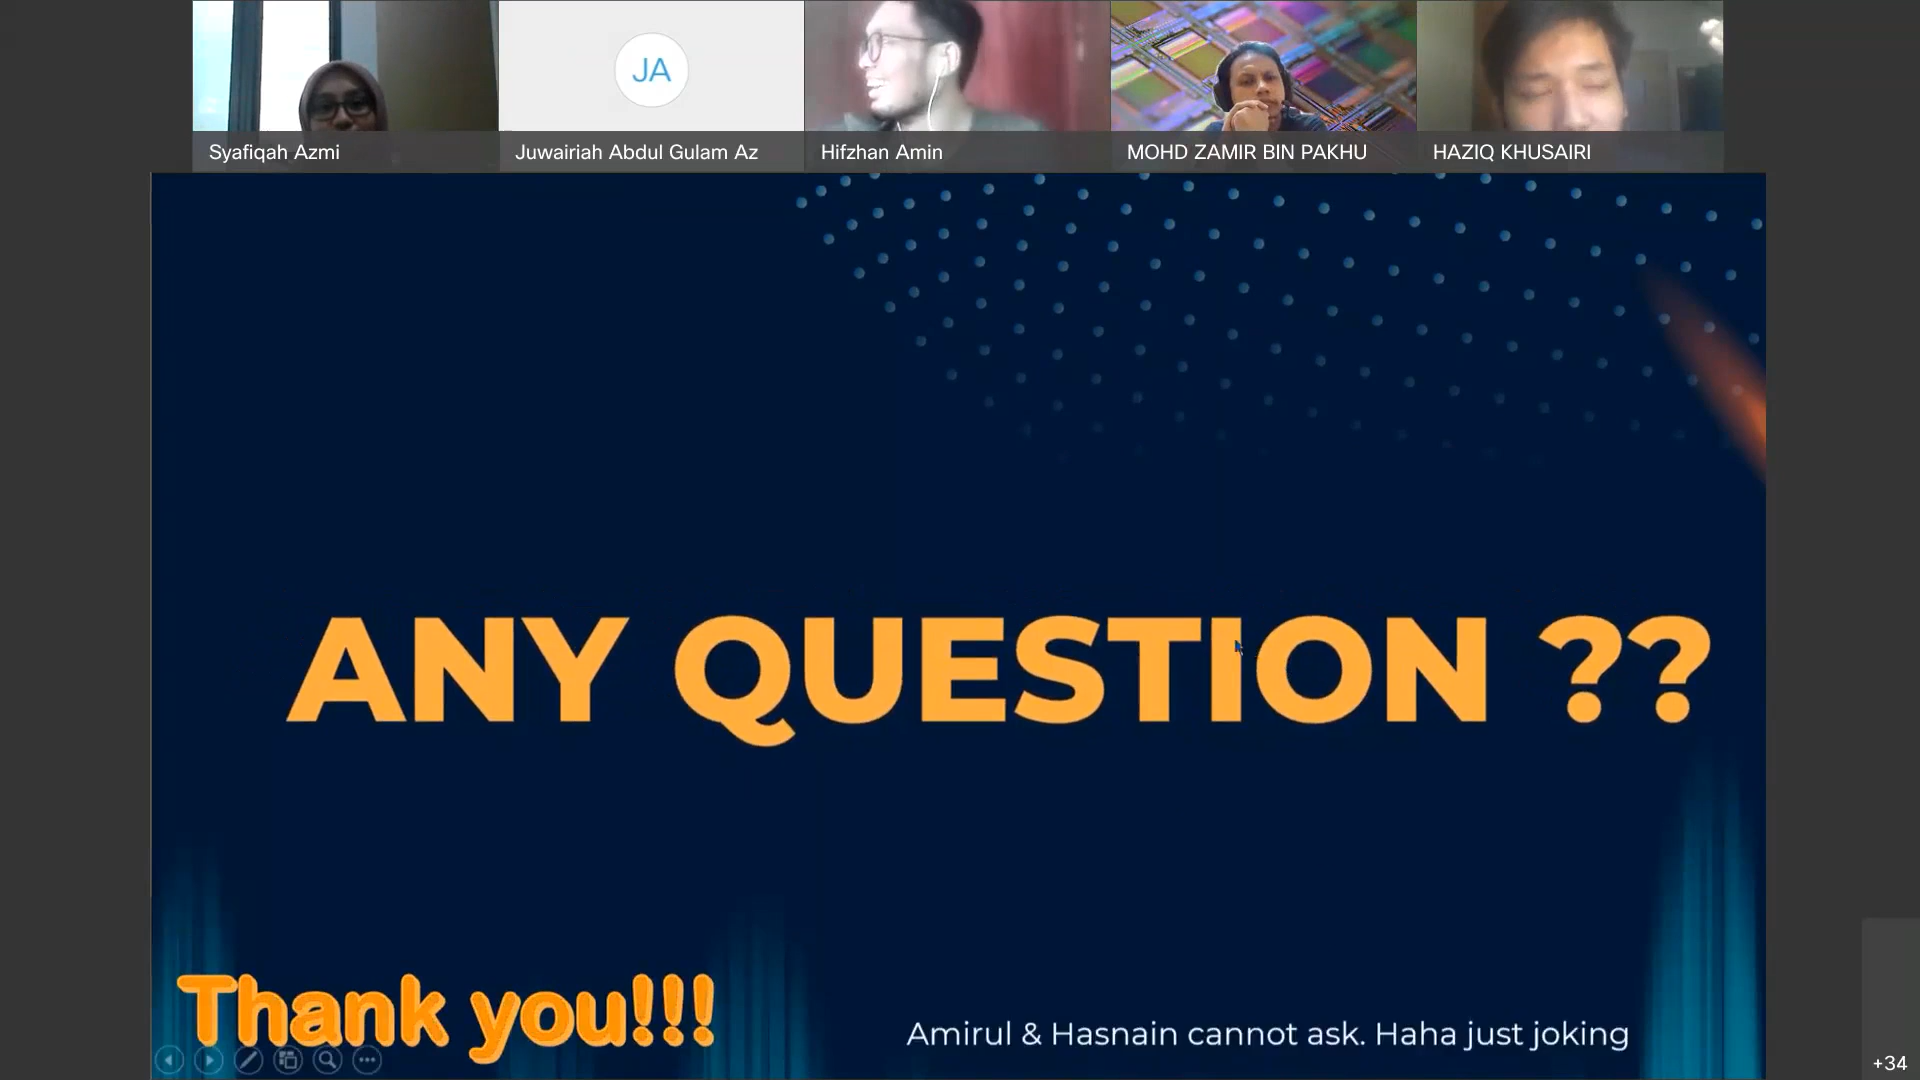 JA
Syafiqah Azmi
Juwairiah Abdul Gulam Az
Hifzhan Amin
MOHD ZAMIR BIN PAKHU
HAZIQ KHUSAIRI
ANY QUESTION ??
Thank you!!!
Amirul & Hasnain cannot ask. Haha just joking
+34